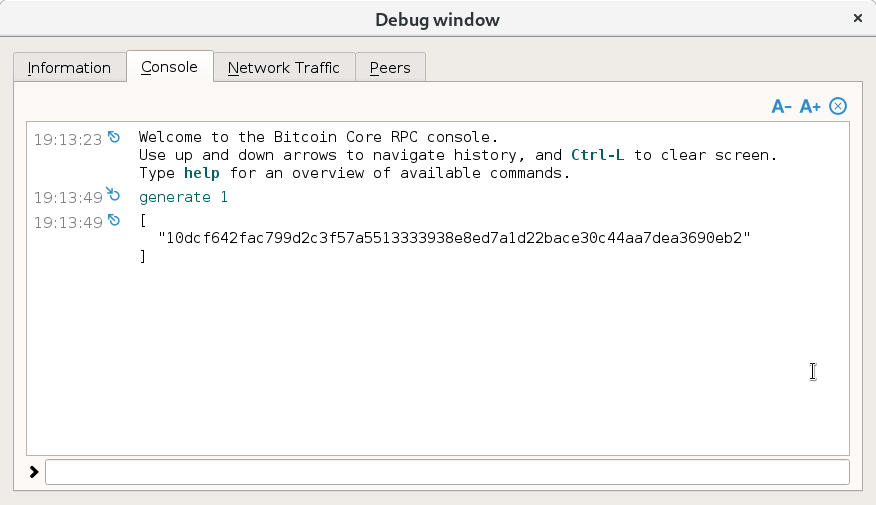 Debug window
Information
Console
Network Traffic
Peers
A- A+
19:13:23 Welcome to the Bitcoin Core RPC console.
Use up and down arrows to navigate history, and Ctrl-L to clear screen.
Type help for an overview of available commands.
19:13:49 generate 1
19:13:49 [
"10dcf642fac799d2c3f57a5513333938e8ed7a1d22bace30c44aa7dea3690eb2"
]